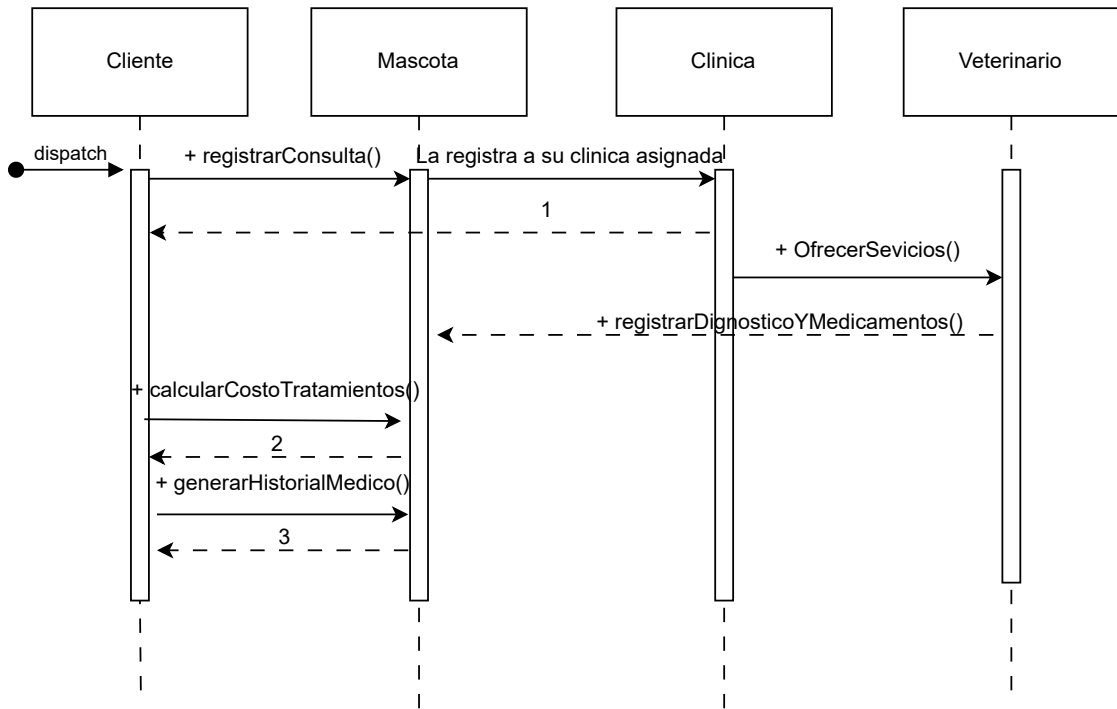 Cliente
Mascota
Clinica
Veterinario
dispatch
+ registrarConsulta()
La registra a su clinica asignada
1
+ OfrecerSevicios()
+ registrarDignosticoYMedicamentos()
+ calcularCostoTratamientos()
2
+ generarHistorialMedico()
3